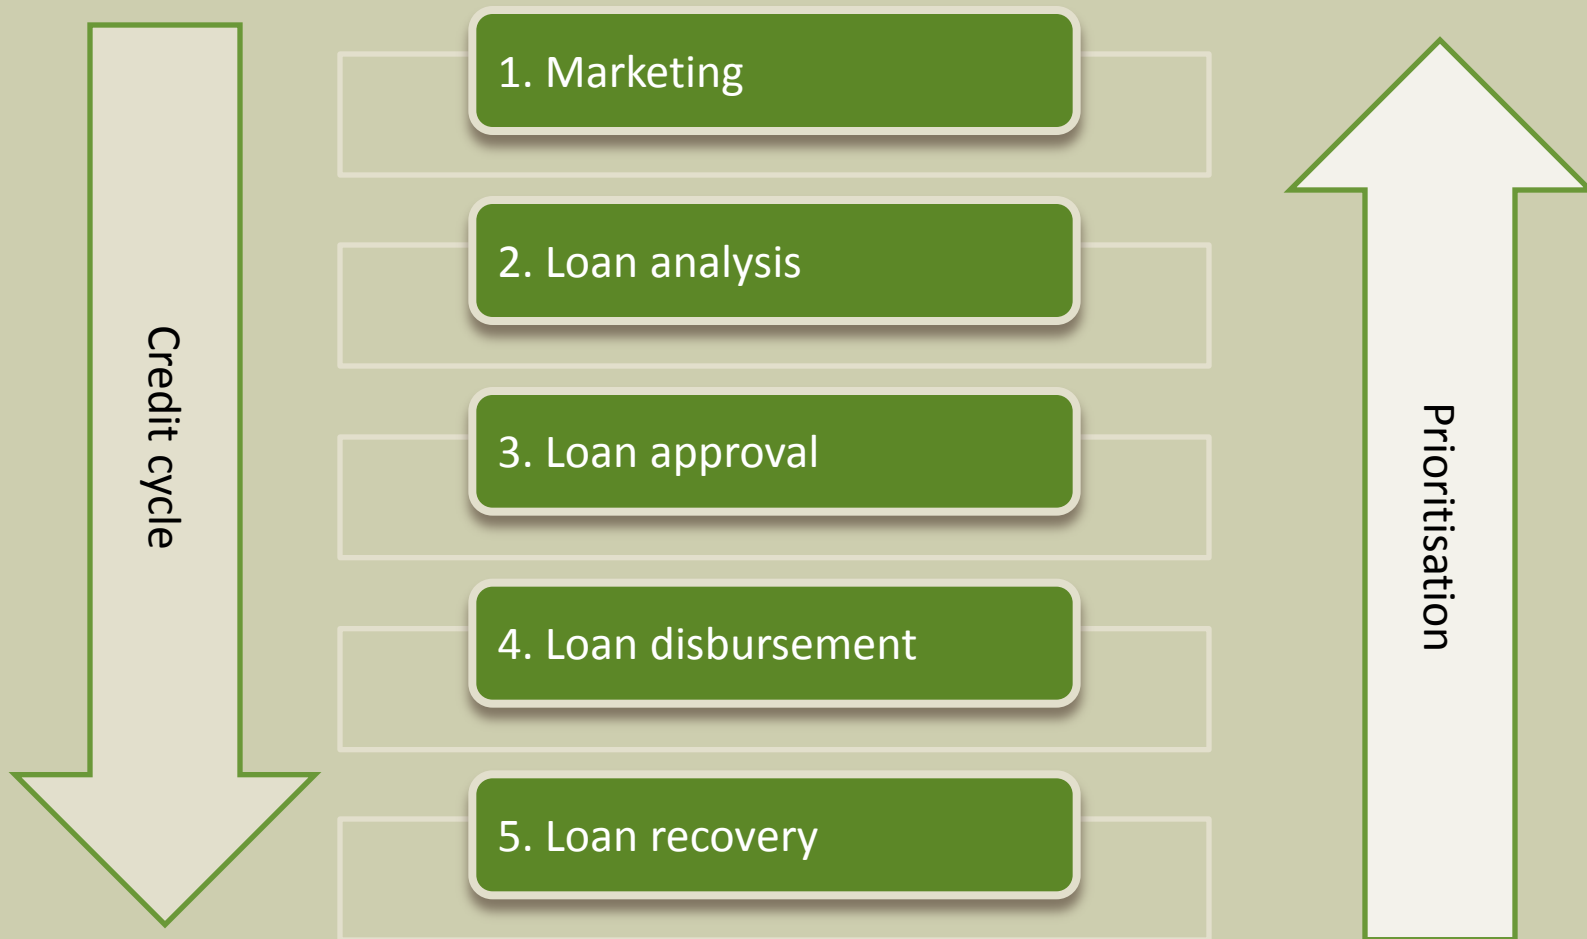 1. Marketing
2. Loan analysis
3. Loan approval
4. Loan disbursement
5. Loan recovery
Credit cycle
Prioritisation